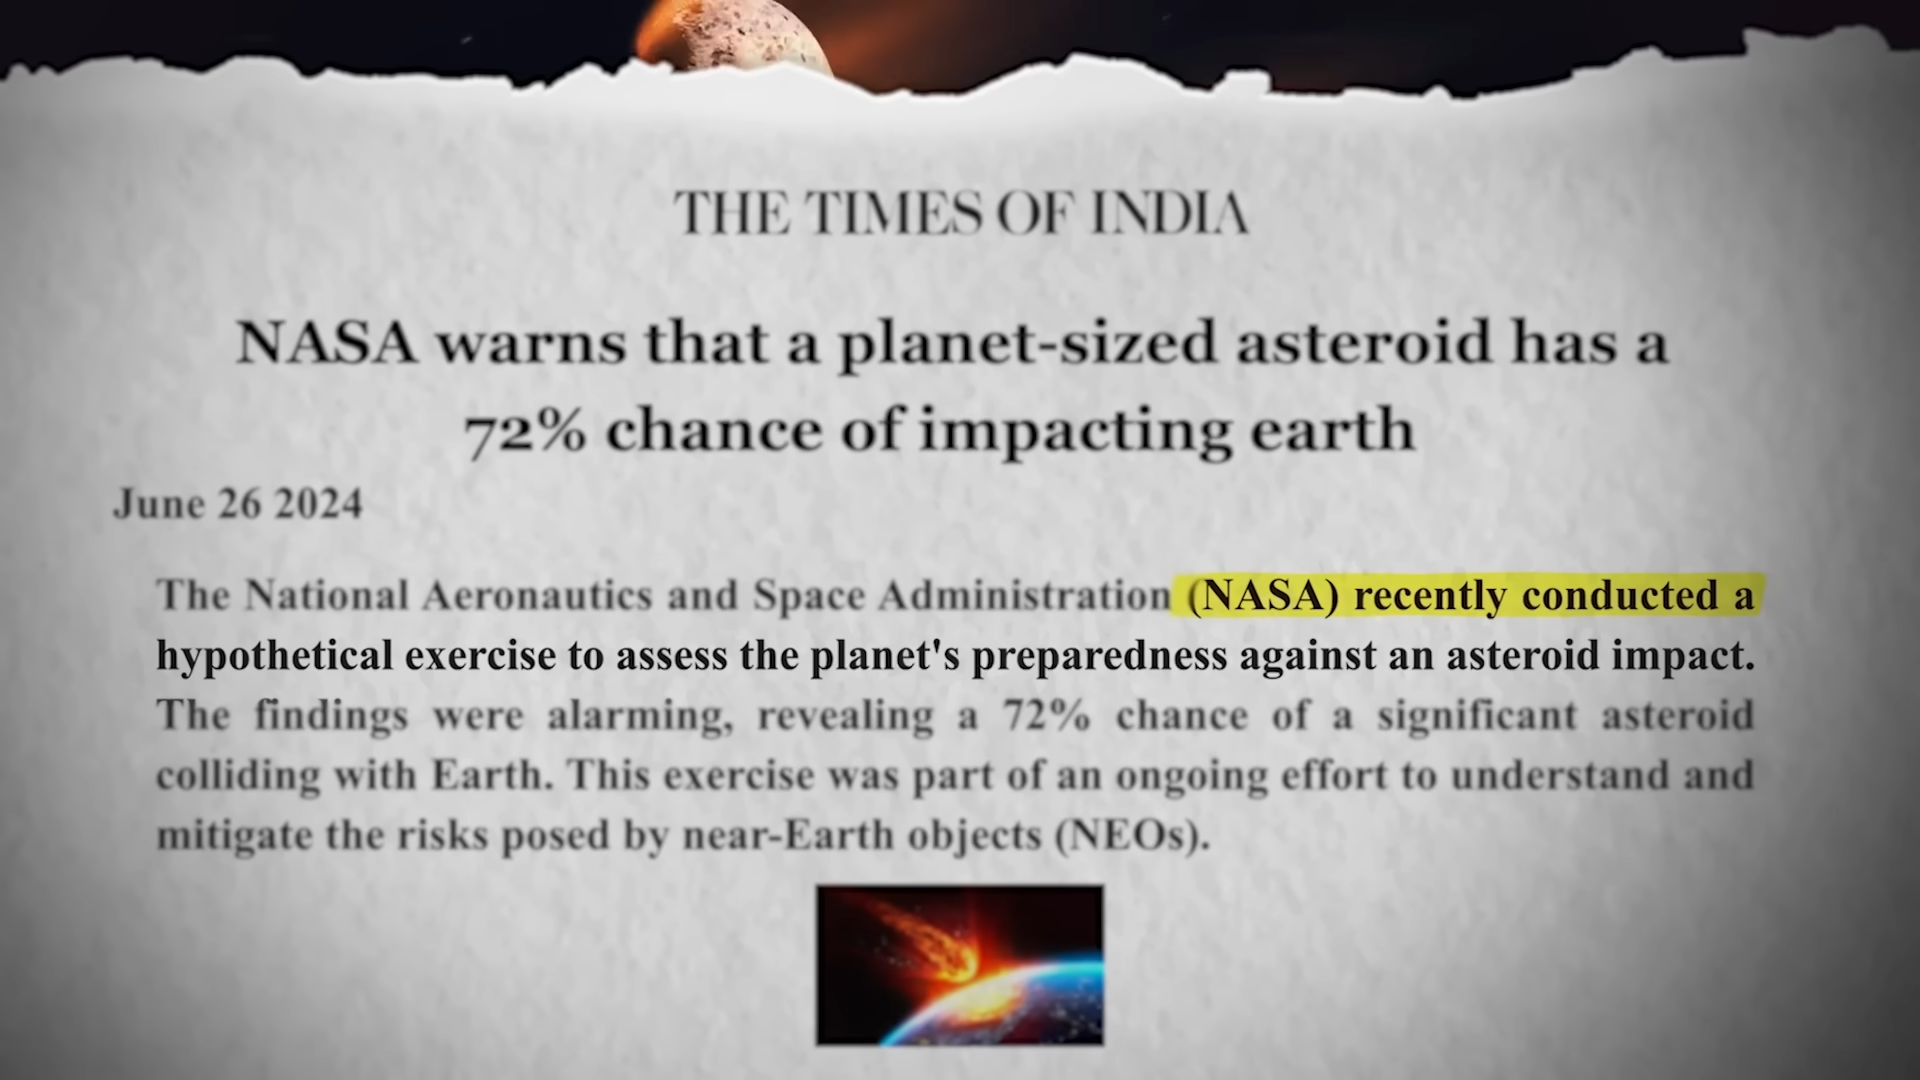 THE TIMES OF INDIA
NASA warns that a planet-sized asteroid has a
72% chance of impacting earth
June 26 2024
The National Aeronautics and Space Administration (NASA) recently conducted a
hypothetical exercise to assess the planet's preparedness against an asteroid impact.
The findings were alarming, revealing a 72% chance of a significant asteroid
colliding with Earth. This exercise was part of an ongoing effort to understand and
mitigate the risks posed by near-Earth objects (NEOs).